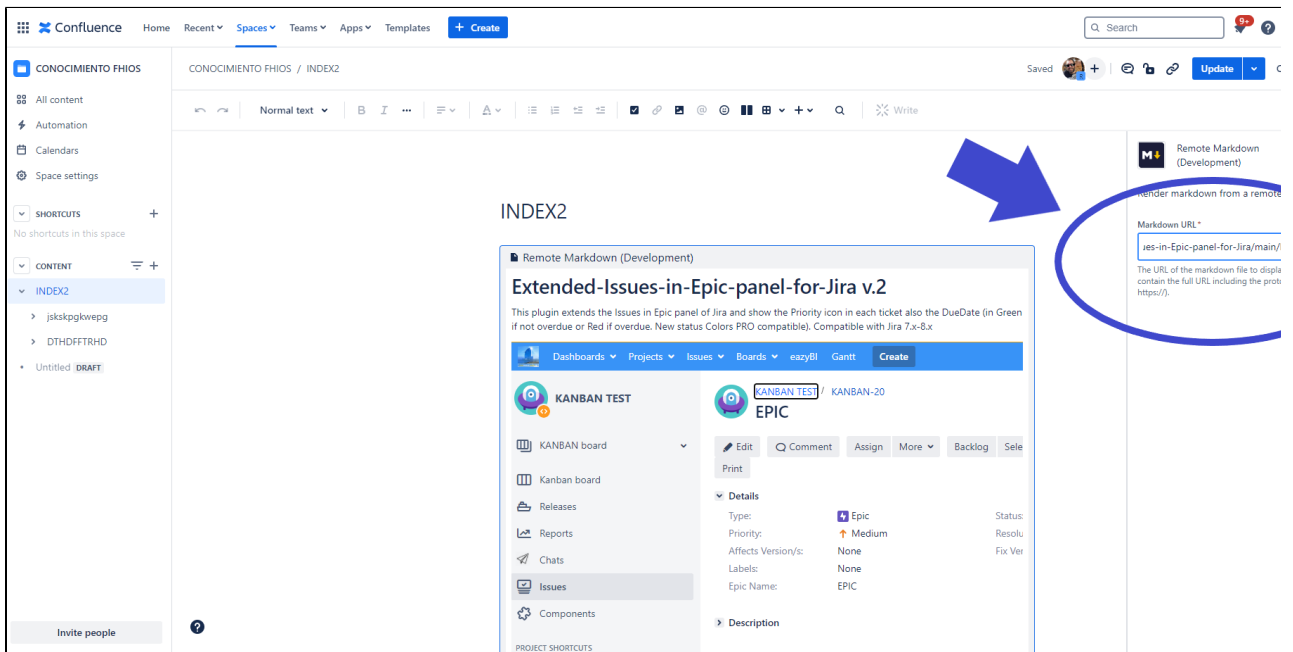 Confluence Home Recent Spaces Teams Apps Templates + Create Search 9+
CONOCIMIENTO FHIOS
All content
Automation
Calendars
Space settings
SHORTCUTS
No shortcuts in this space
CONTENT
INDEX2
jskskpgkwepg
DTHDFFTRHD
Untitled DRAFT
Invite people
CONOCIMIENTO FHIOS / INDEX2 Saved Update
Normal text B I Write
INDEX2
Remote Markdown (Development)
Extended-Issues-in-Epic-panel-for-Jira v.2
This plugin extends the Issues in Epic panel of Jira and show the Priority icon in each ticket also the DueDate (in Green
if not overdue or Red if overdue. New status Colors PRO compatible). Compatible with Jira 7.x-8.x
Dashboards Projects Issues Boards eazyBI Gantt Create
KANBAN TEST
KANBAN board
Kanban board
Releases
Reports
Chats
Issues
Components
PROJECT SHORTCUTS
KANBAN TEST / KANBAN-20
EPIC
Edit Comment Assign More Backlog Sele
Print
Details
Type: Epic Status:
Priority: Medium Resolu
Affects Version/s: None Fix Ver
Labels: None
Epic Name: EPIC
Description
M Remote Markdown
(Development)
Render markdown from a remote
Markdown URL*
ues-in-Epic-panel-for-Jira/main/
The URL of the markdown file to displa
contain the full URL including the proto
https://).